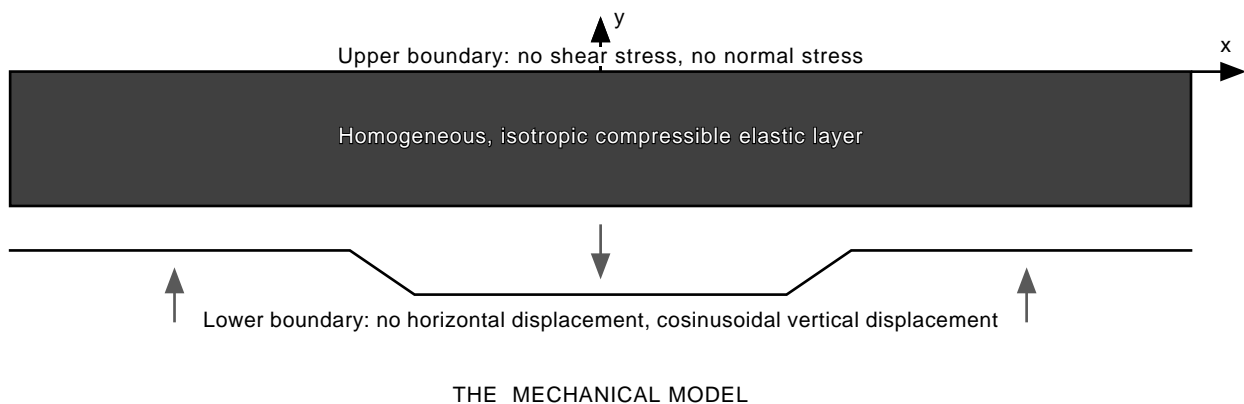 y
x
Upper boundary: no shear stress, no normal stress
Homogeneous, isotropic compressible elastic layer
Lower boundary: no horizontal displacement, cosinusoidal vertical displacement
THE MECHANICAL MODEL